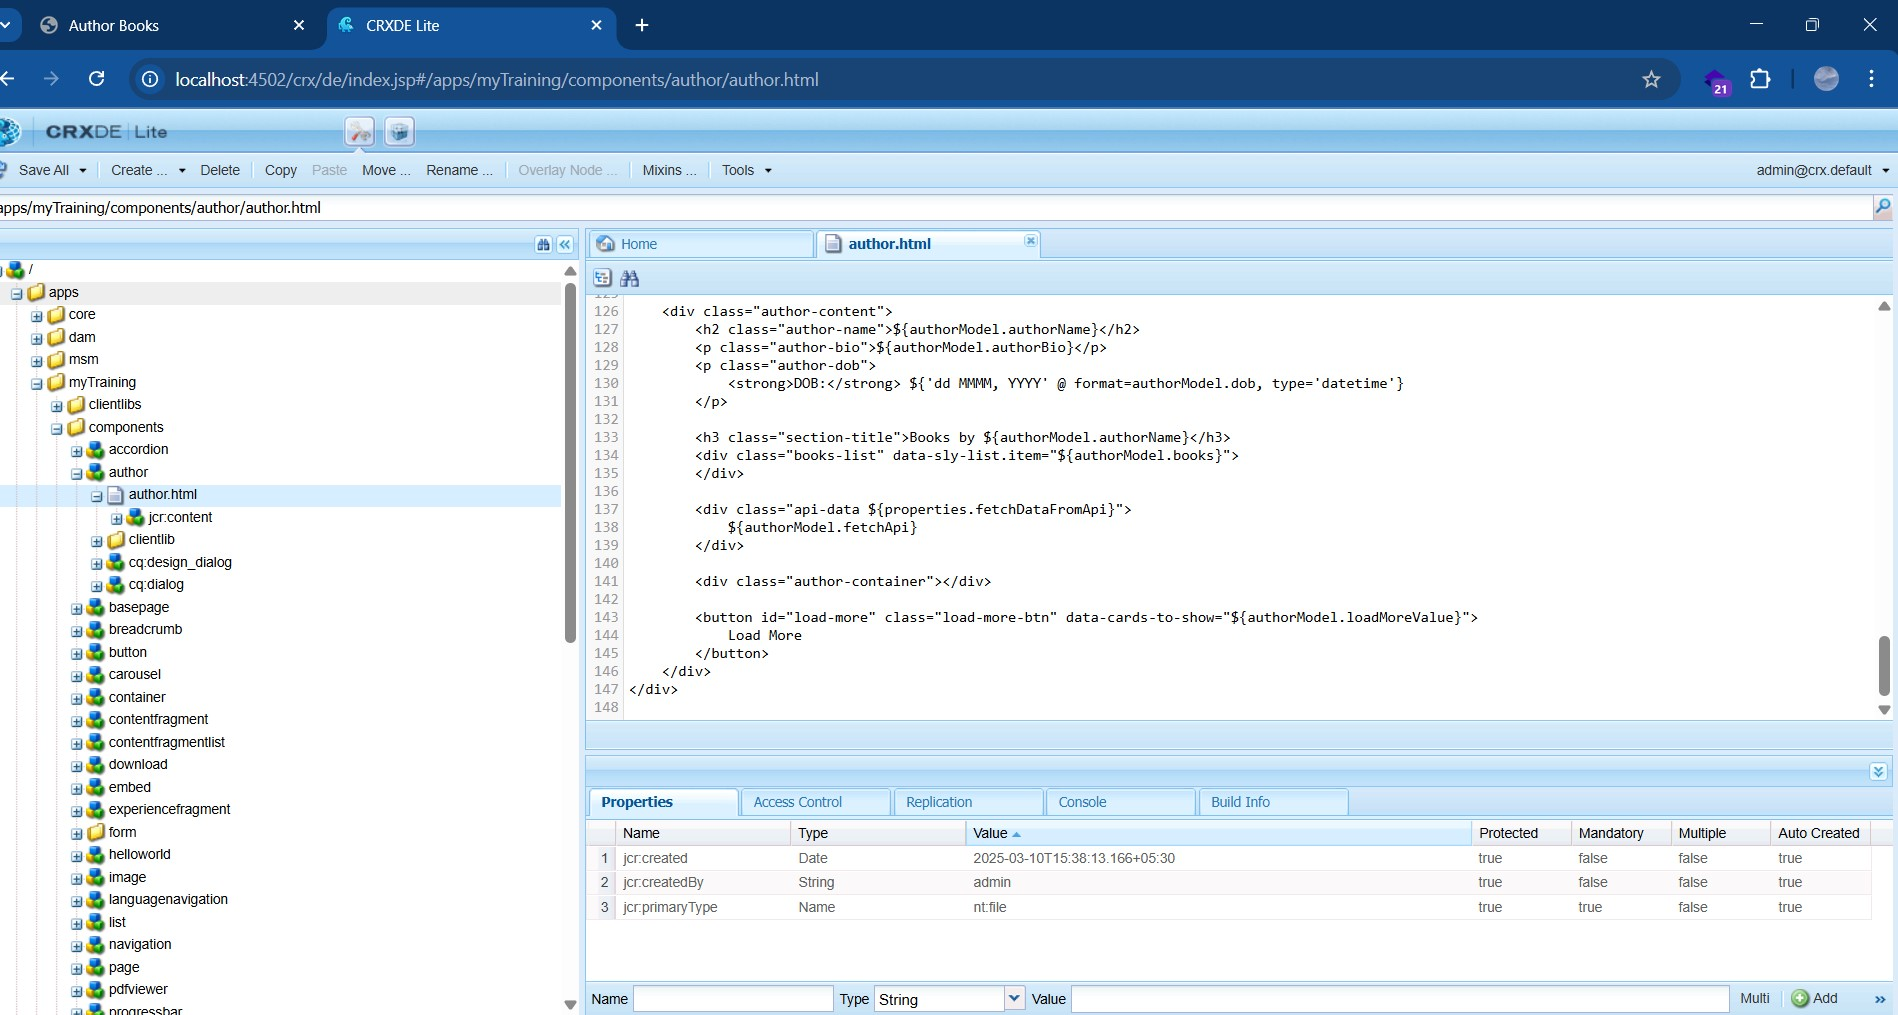 Author Books
CRXDE Lite
localhost:4502/crx/de/index.jsp#/apps/myTraining/components/author/author.html
21
CRXDE Lite
Save All Create ... Delete Copy Paste Move ... Rename ... Overlay Node ... Mixins ... Tools admin@crx.default
apps/myTraining/components/author/author.html
/
apps
core
dam
msm
myTraining
clientlibs
components
accordion
author
author.html
jcr:content
clientlib
cq:design_dialog
cq:dialog
basepage
breadcrumb
button
carousel
container
contentfragment
contentfragmentlist
download
embed
experiencefragment
form
helloworld
image
languagenavigation
list
navigation
page
pdfviewer
progressbar
Home author.html
125
126 <div class="author-content">
127 <h2 class="author-name">${authorModel.authorName}</h2>
128 <p class="author-bio">${authorModel.authorBio}</p>
129 <p class="author-dob">
130 <strong>DOB:</strong> ${'dd MMMM, YYYY' @ format=authorModel.dob, type='datetime'}
131 </p>
132
133 <h3 class="section-title">Books by ${authorModel.authorName}</h3>
134 <div class="books-list" data-sly-list.item="${authorModel.books}">
135 </div>
136
137 <div class="api-data ${properties.fetchDataFromApi}">
138 ${authorModel.fetchApi}
139 </div>
140
141 <div class="author-container"></div>
142
143 <button id="load-more" class="load-more-btn" data-cards-to-show="${authorModel.loadMoreValue}">
144 Load More
145 </button>
146 </div>
147 </div>
148
Properties Access Control Replication Console Build Info
Name Type Value Protected Mandatory Multiple Auto Created
1 jcr:created Date 2025-03-10T15:38:13.166+05:30 true false false true
2 jcr:createdBy String admin true false false true
3 jcr:primaryType Name nt:file true true false true
Name Type String Value Multi Add »